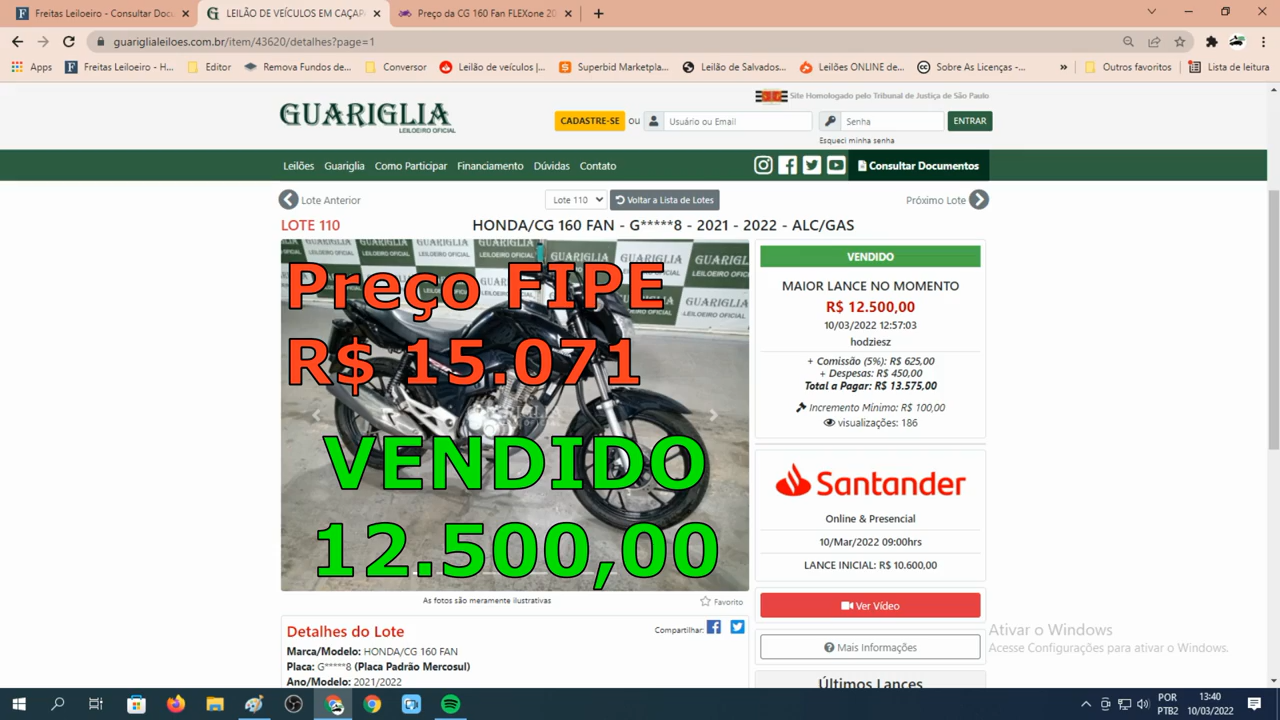 Freitas Leiloeiro - Consultar Docu
LEILÃO DE VEÍCULOS EM CAÇAPA
Preço da CG 160 Fan FLEXone 20
guariglialeiloes.com.br/item/43620/detalhes?page=1
Apps
Freitas Leiloeiro - H...
Editor
Remova Fundos de...
Conversor
Leilão de veículos |...
Superbid Marketpla...
Leilão de Salvados...
Leilões ONLINE de...
Sobre As Licenças -...
»
Outros favoritos
Lista de leitura
Site Homologado pelo Tribunal de Justiça de São Paulo
GUARIGLIA
LEILOEIRO OFICIAL
CADASTRE-SE
ou
Usuário ou Email
Senha
ENTRAR
Esqueci minha senha
Leilões
Guariglia
Como Participar
Financiamento
Dúvidas
Contato
Consultar Documentos
Lote Anterior
Lote 110
Voltar a Lista de Lotes
Próximo Lote
LOTE 110
HONDA/CG 160 FAN - G*****8 - 2021 - 2022 - ALC/GAS
Preço FIPE
R$ 15.071
VENDIDO
12.500,00
VENDIDO
MAIOR LANCE NO MOMENTO
R$ 12.500,00
10/03/2022 12:57:03
hodziesz
+ Comissão (5%): R$ 625,00
+ Despesas: R$ 450,00
Total a Pagar: R$ 13.575,00
Incremento Mínimo: R$ 100,00
visualizações: 186
Santander
Online & Presencial
10/Mar/2022 09:00hrs
LANCE INICIAL: R$ 10.600,00
As fotos são meramente ilustrativas
Favorito
Ver Vídeo
Detalhes do Lote
Compartilhar:
Marca/Modelo: HONDA/CG 160 FAN
Placa: G*****8 (Placa Padrão Mercosul)
Ano/Modelo: 2021/2022
Mais Informações
Últimos Lances
Ativar o Windows
Acesse Configurações para ativar o Windows.
POR
PTB2
13:40
10/03/2022